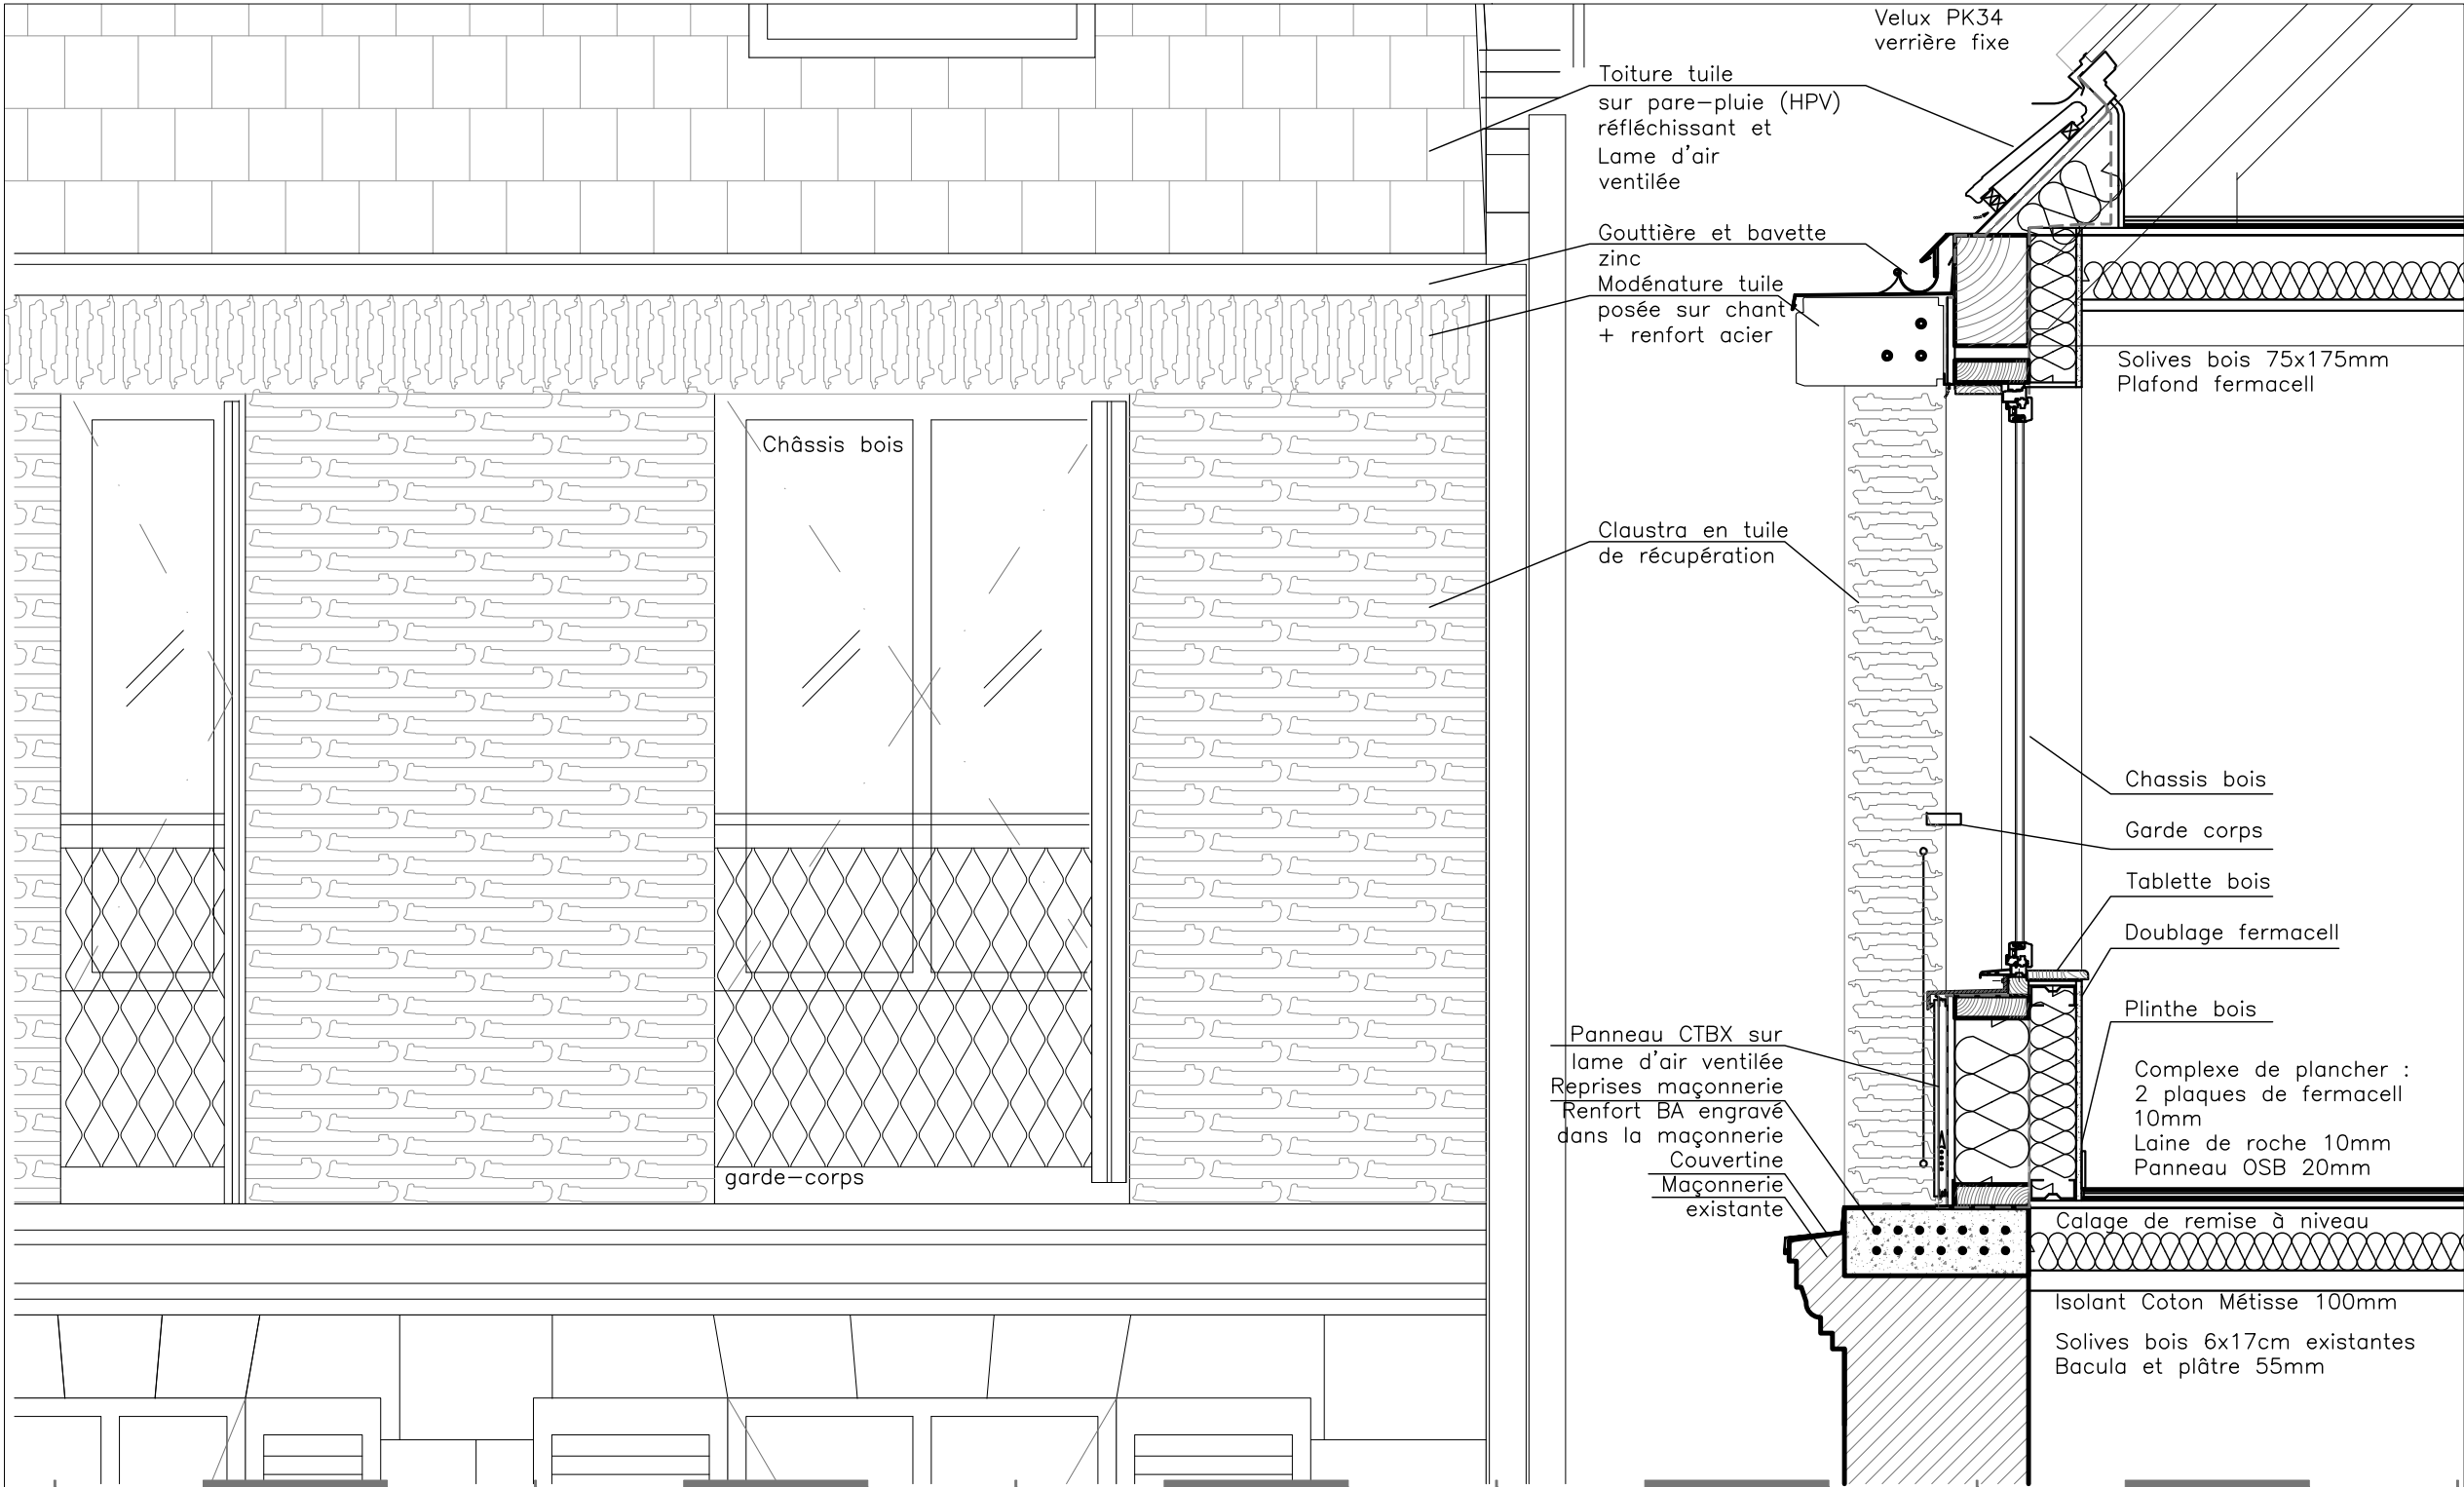 Velux PK34
verrière fixe
Toiture tuile
sur pare-pluie (HPV)
réfléchissant et
Lame d'air
ventilée
Gouttière et bavette
zinc
Modénature tuile
posée sur chant
+ renfort acier
Solives bois 75x175mm
Plafond fermacell
Châssis bois
Claustra en tuile
de récupération
Chassis bois
Garde corps
Tablette bois
Doublage fermacell
Plinthe bois
Panneau CTBX sur
lame d'air ventilée
Reprises maçonnerie
Renfort BA engravé
dans la maçonnerie
Couvertine
Maçonnerie
existante
garde-corps
Complexe de plancher :
2 plaques de fermacell
10mm
Laine de roche 10mm
Panneau OSB 20mm
Calage de remise à niveau
Isolant Coton Métisse 100mm
Solives bois 6x17cm existantes
Bacula et plâtre 55mm